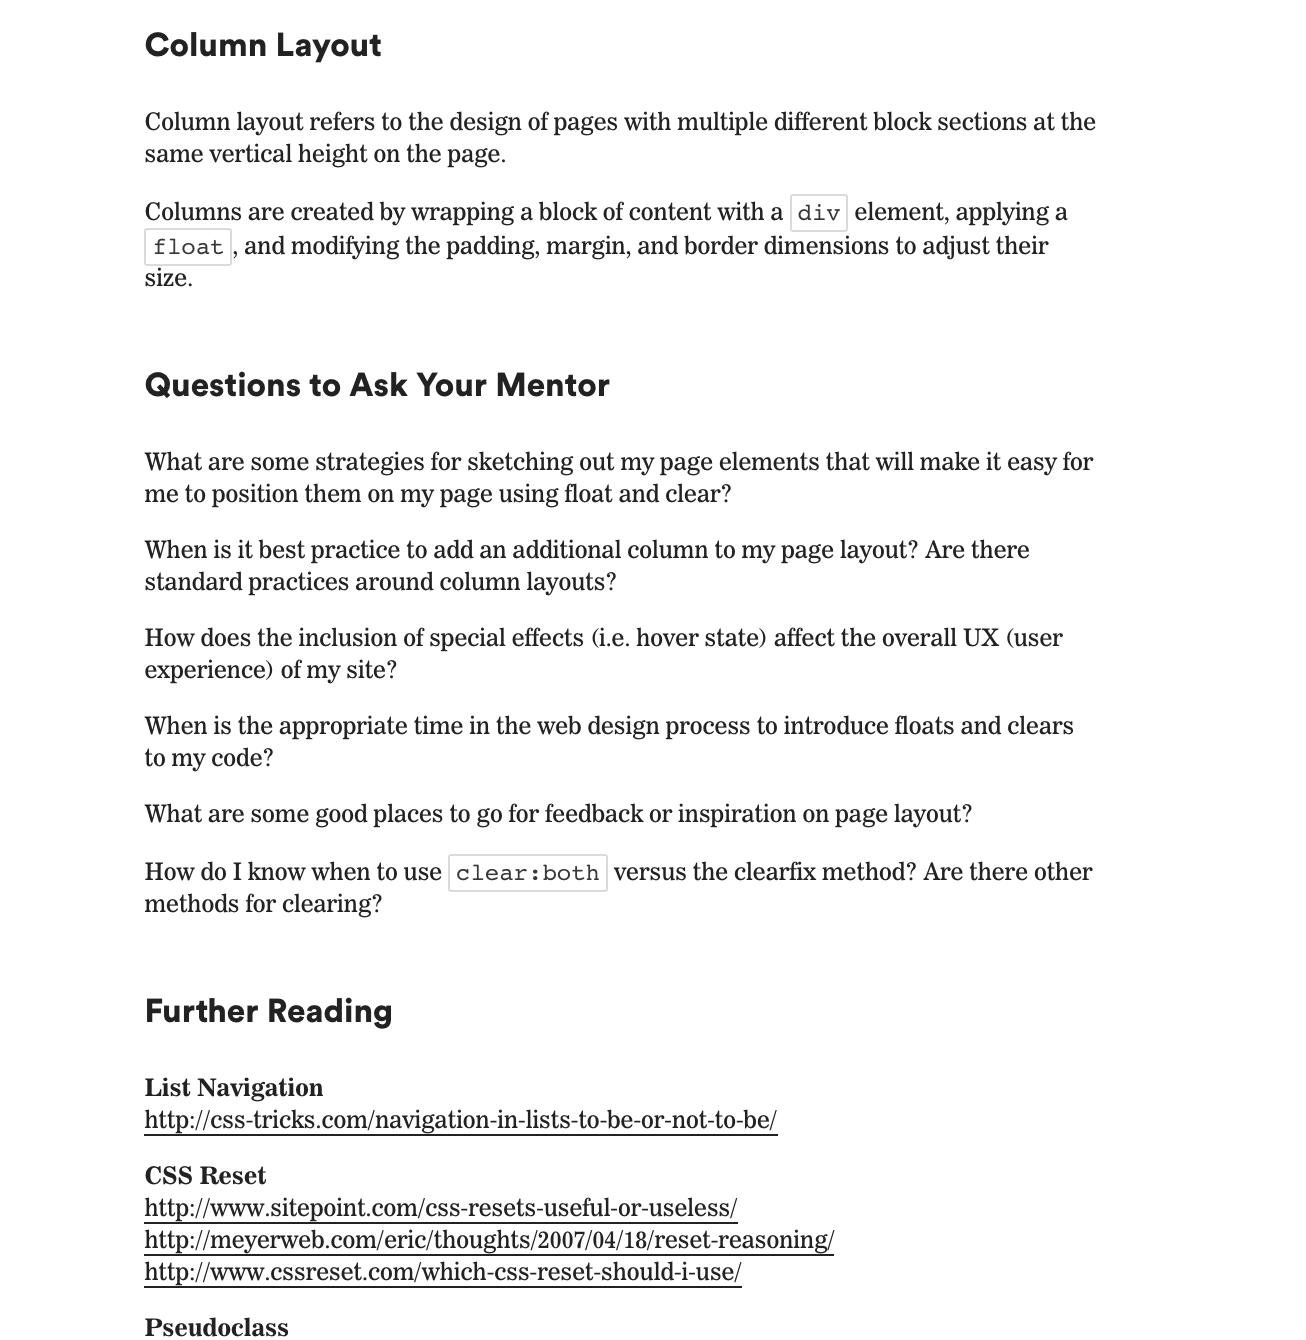 Column Layout
Column layout refers to the design of pages with multiple different block sections at the
same vertical height on the page.
Columns are created by wrapping a block of content with a div element, applying a
float, and modifying the padding, margin, and border dimensions to adjust their
size.
Questions to Ask Your Mentor
What are some strategies for sketching out my page elements that will make it easy for
me to position them on my page using float and clear?
When is it best practice to add an additional column to my page layout? Are there
standard practices around column layouts?
How does the inclusion of special effects (i.e. hover state) affect the overall UX (user
experience) of my site?
When is the appropriate time in the web design process to introduce floats and clears
to my code?
What are some good places to go for feedback or inspiration on page layout?
How do I know when to use clear:both versus the clearfix method? Are there other
methods for clearing?
Further Reading
List Navigation
http://css-tricks.com/navigation-in-lists-to-be-or-not-to-be/
CSS Reset
http://www.sitepoint.com/css-resets-useful-or-useless/
http://meyerweb.com/eric/thoughts/2007/04/18/reset-reasoning/
http://www.cssreset.com/which-css-reset-should-i-use/
Pseudoclass